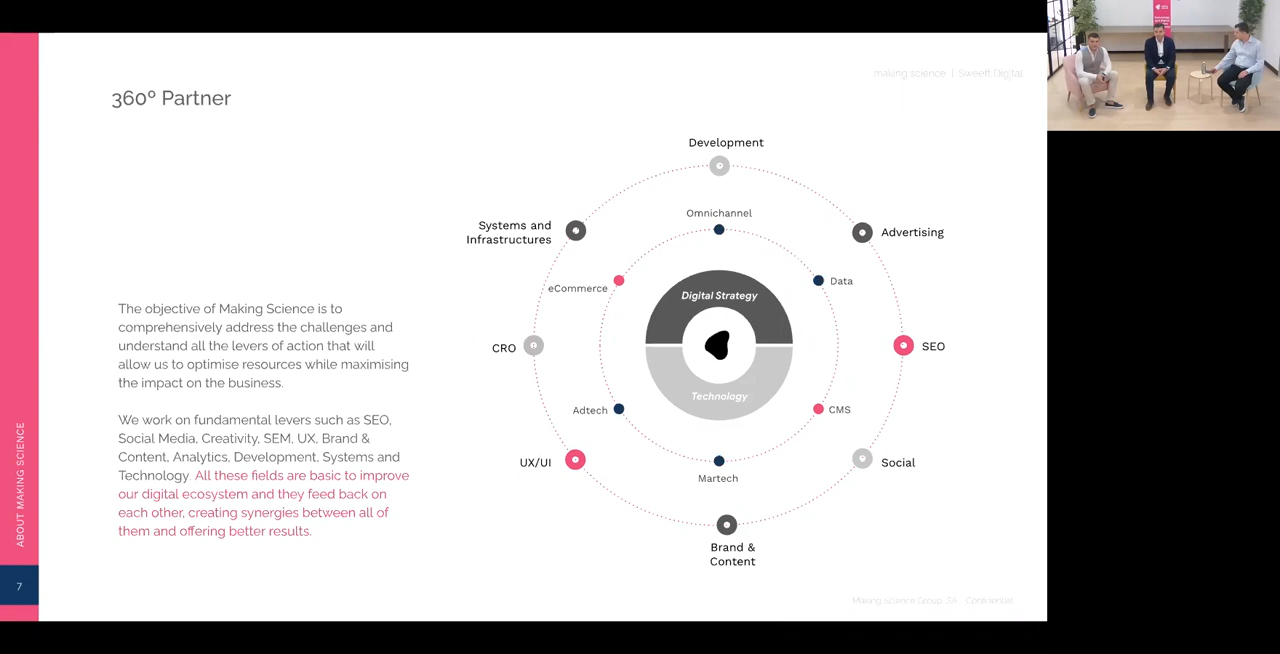 making science | Sweeft Digital
360º Partner
Development
Omnichannel
Systems and
Infrastructures
Advertising
eCommerce
Digital Strategy
Data
CRO
SEO
Technology
Adtech
CMS
UX/UI
Social
Martech
Brand &
Content
The objective of Making Science is to
comprehensively address the challenges and
understand all the levers of action that will
allow us to optimise resources while maximising
the impact on the business.
We work on fundamental levers such as SEO,
Social Media, Creativity, SEM, UX, Brand &
Content, Analytics, Development, Systems and
Technology. All these fields are basic to improve
our digital ecosystem and they feed back on
each other, creating synergies between all of
them and offering better results.
ABOUT MAKING SCIENCE
7
Making Science Group, SA - Confidential